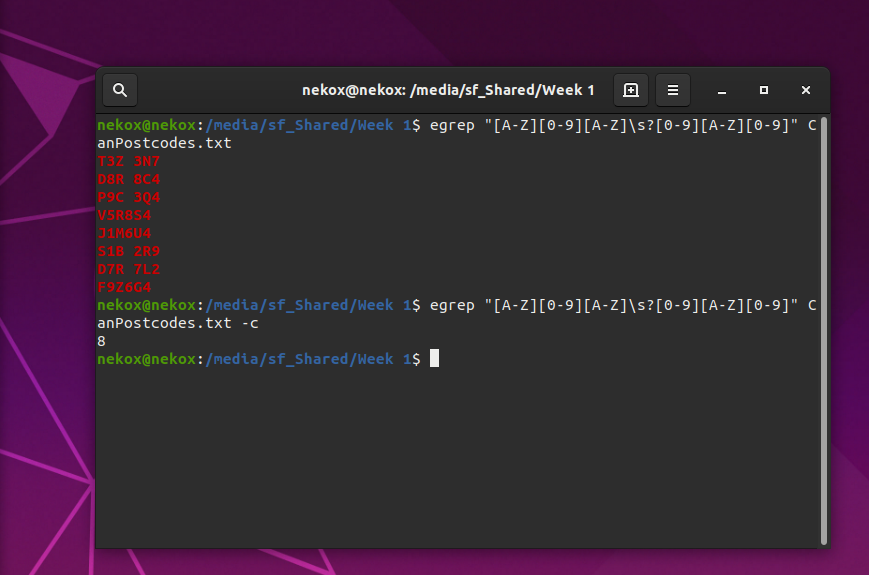 nekox@nekox: /media/sf_Shared/Week 1
nekox@nekox:/media/sf_Shared/Week 1$ egrep "[A-Z][0-9][A-Z]\s?[0-9][A-Z][0-9]" C
anPostcodes.txt
T3Z 3N7
D8R 8C4
P9C 3Q4
V5R8S4
J1M6U4
S1B 2R9
D7R 7L2
F9Z6G4
nekox@nekox:/media/sf_Shared/Week 1$ egrep "[A-Z][0-9][A-Z]\s?[0-9][A-Z][0-9]" C
anPostcodes.txt -c
8
nekox@nekox:/media/sf_Shared/Week 1$